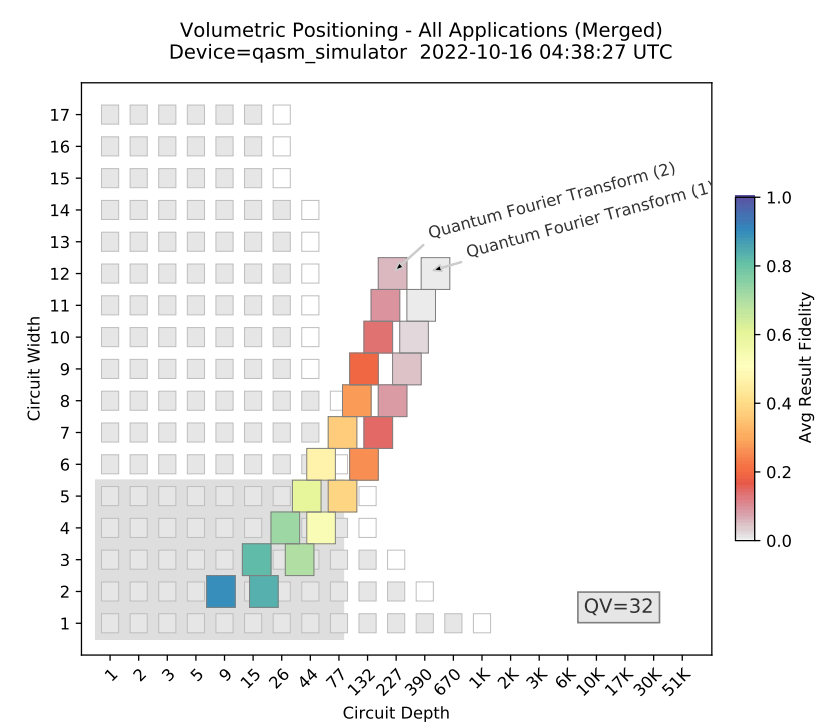 Volumetric Positioning - All Applications (Merged)
Device=qasm_simulator  2022-10-16 04:38:27 UTC
17
16
15
14
13
12
11
10
9
8
7
6
5
4
3
2
1
Circuit Width
Quantum Fourier Transform (2)
Quantum Fourier Transform (1)
QV=32
1
2
3
5
9
15
26
44
77
132
227
390
670
1K
2K
3K
6K
10K
17K
30K
51K
Circuit Depth
1.0
0.8
0.6
0.4
0.2
0.0
Avg Result Fidelity